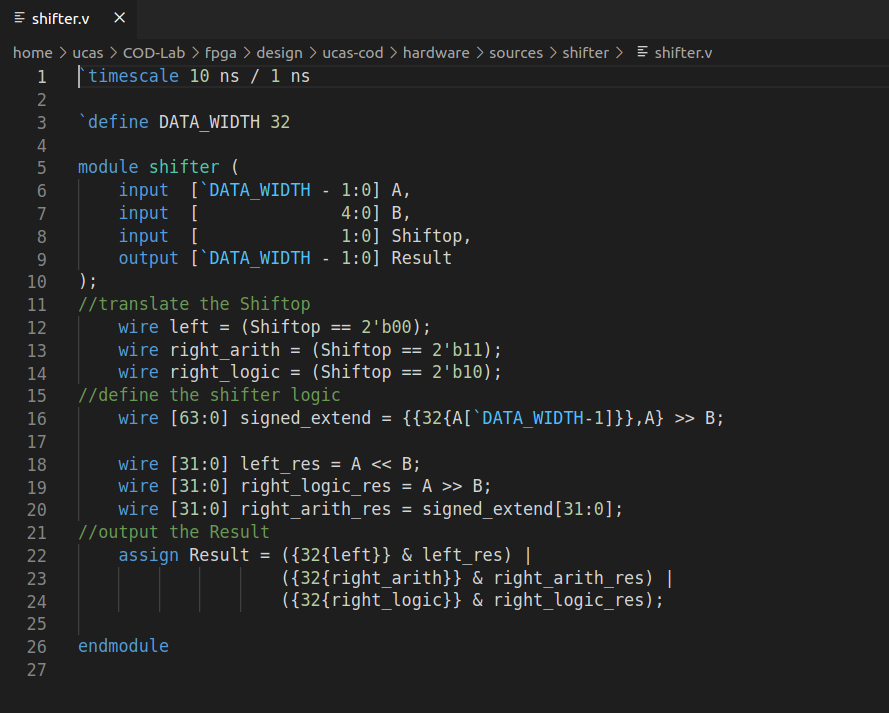 shifter.v ×
home > ucas > COD-Lab > fpga > design > ucas-cod > hardware > sources > shifter > shifter.v
1 `timescale 10 ns / 1 ns
2
3 `define DATA_WIDTH 32
4
5 module shifter (
6     input  [`DATA_WIDTH - 1:0] A,
7     input  [              4:0] B,
8     input  [              1:0] Shiftop,
9     output [`DATA_WIDTH - 1:0] Result
10 );
11 //translate the Shiftop
12     wire left = (Shiftop == 2'b00);
13     wire right_arith = (Shiftop == 2'b11);
14     wire right_logic = (Shiftop == 2'b10);
15 //define the shifter logic
16     wire [63:0] signed_extend = {{32{A[`DATA_WIDTH-1]}},A} >> B;
17
18     wire [31:0] left_res = A << B;
19     wire [31:0] right_logic_res = A >> B;
20     wire [31:0] right_arith_res = signed_extend[31:0];
21 //output the Result
22     assign Result = ({32{left}} & left_res) |
23                     ({32{right_arith}} & right_arith_res) |
24                     ({32{right_logic}} & right_logic_res);
25
26 endmodule
27